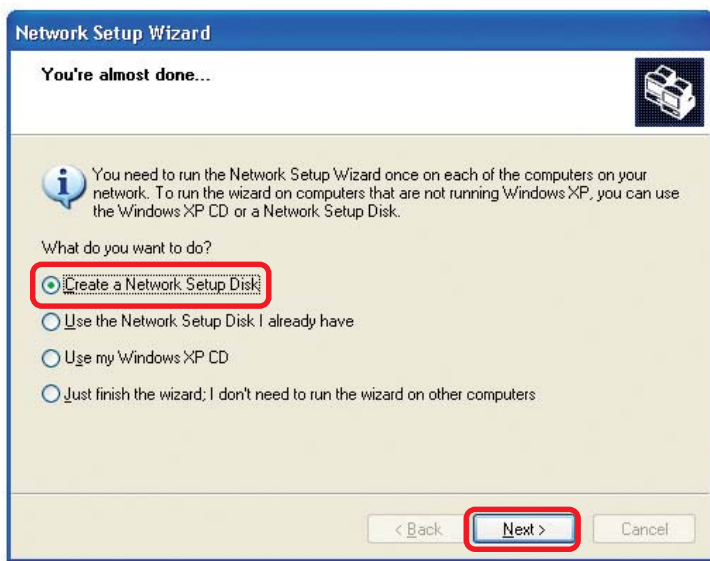 Network Setup Wizard
You're almost done...
You need to run the Network Setup Wizard once on each of the computers on your
network. To run the wizard on computers that are not running Windows XP, you can use
the Windows XP CD or a Network Setup Disk.
What do you want to do?
Create a Network Setup Disk
Use the Network Setup Disk I already have
Use my Windows XP CD
Just finish the wizard; I don't need to run the wizard on other computers
< Back
Next >
Cancel